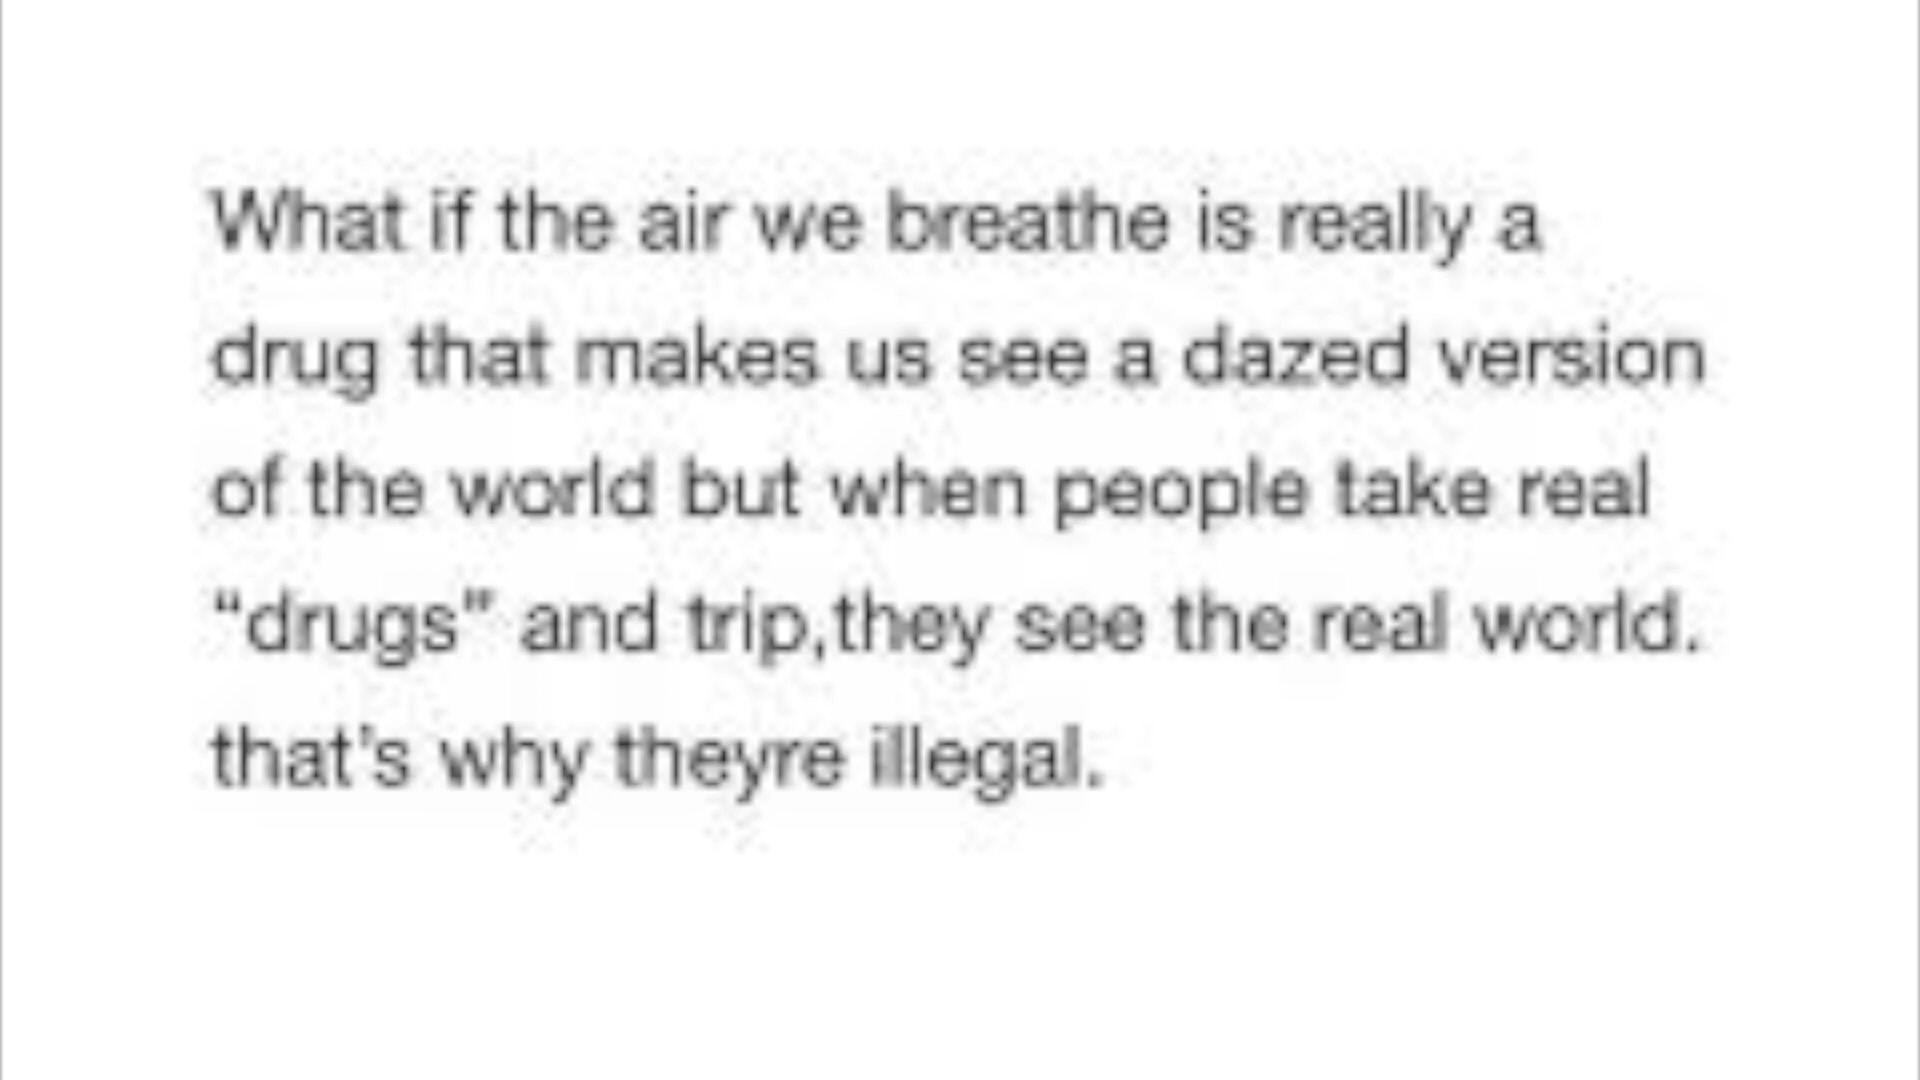 What if the air we breathe is really a
drug that makes us see a dazed version
of the world but when people take real
“drugs” and trip,they see the real world.
that’s why theyre illegal.